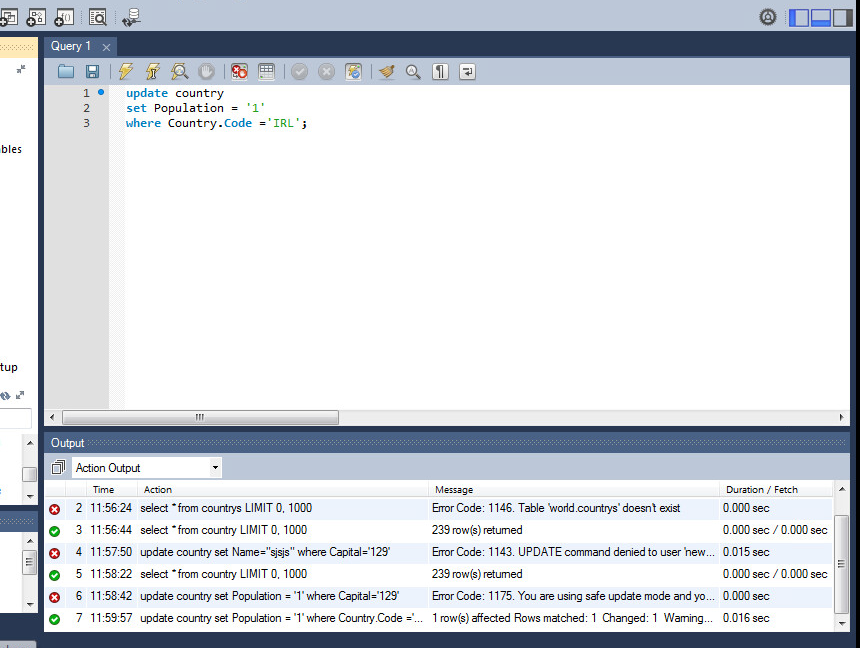 Query 1
1 update country
2 set Population = '1'
3 where Country.Code ='IRL';
bles
tup
Output
Action Output
Time Action Message Duration / Fetch
2 11:56:24 select * from countrys LIMIT 0, 1000 Error Code: 1146. Table 'world.countrys' doesn't exist 0.000 sec
3 11:56:44 select * from country LIMIT 0, 1000 239 row(s) returned 0.000 sec / 0.000 sec
4 11:57:50 update country set Name="sjsjs" where Capital='129' Error Code: 1143. UPDATE command denied to user 'new... 0.015 sec
5 11:58:22 select * from country LIMIT 0, 1000 239 row(s) returned 0.000 sec / 0.000 sec
6 11:58:42 update country set Population = '1' where Capital='129' Error Code: 1175. You are using safe update mode and yo... 0.000 sec
7 11:59:57 update country set Population = '1' where Country.Code ='... 1 row(s) affected Rows matched: 1 Changed: 1 Warning... 0.016 sec